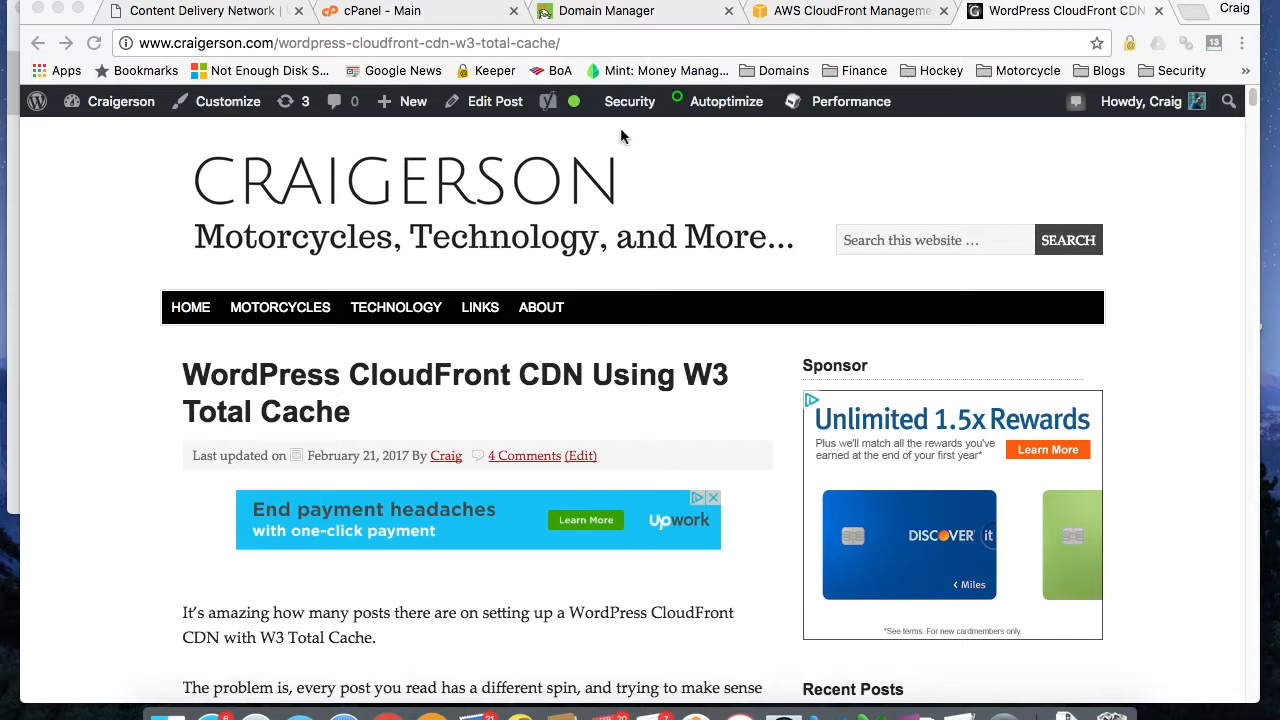 Content Delivery Network
cPanel - Main
Domain Manager
AWS CloudFront Manageme
WordPress CloudFront CDN
Craig
www.craigerson.com/wordpress-cloudfront-cdn-w3-total-cache/
13
Apps
Bookmarks
Not Enough Disk S...
Google News
Keeper
BoA
Mint: Money Manag...
Domains
Finance
Hockey
Motorcycle
Blogs
Security
»
Craigerson
Customize
3
0
New
Edit Post
Security
Autoptimize
Performance
Howdy, Craig
CRAIGERSON
Motorcycles, Technology, and More...
Search this website …
SEARCH
HOME
MOTORCYCLES
TECHNOLOGY
LINKS
ABOUT
WordPress CloudFront CDN Using W3
Total Cache
Last updated on February 21, 2017 By Craig 4 Comments (Edit)
End payment headaches
with one-click payment
Learn More
Upwork
It's amazing how many posts there are on setting up a WordPress CloudFront
CDN with W3 Total Cache.
The problem is, every post you read has a different spin, and trying to make sense
Sponsor
Unlimited 1.5x Rewards
Plus we'll match all the rewards you've
earned at the end of your first year*
Learn More
DISCOVER it
Miles
*See terms. For new cardmembers only.
Recent Posts